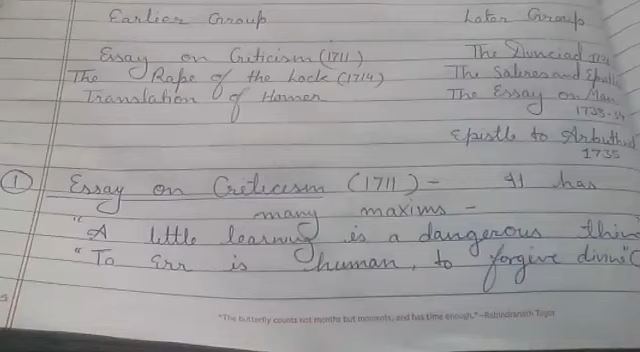 Earlier Group Later Group
Essay on Criticism (1711) The Dunciad
The Rape of the Lock (1714) The Satires and
Translation of Homer The Essay on Man
1733-34
Epistle to
1735
1 Essay on Criticism (1711) - It has
many maxims -
"A little learning is a dangerous
"To Err is human, to forgive divine"
"The butterfly counts not months but moments, and has time enough." —Rabindranath